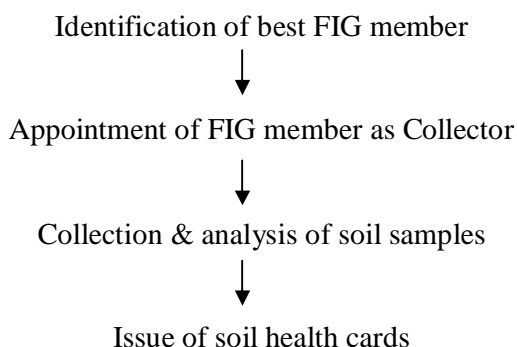 Identification of best FIG member
Appointment of FIG member as Collector
Collection & analysis of soil samples
Issue of soil health cards